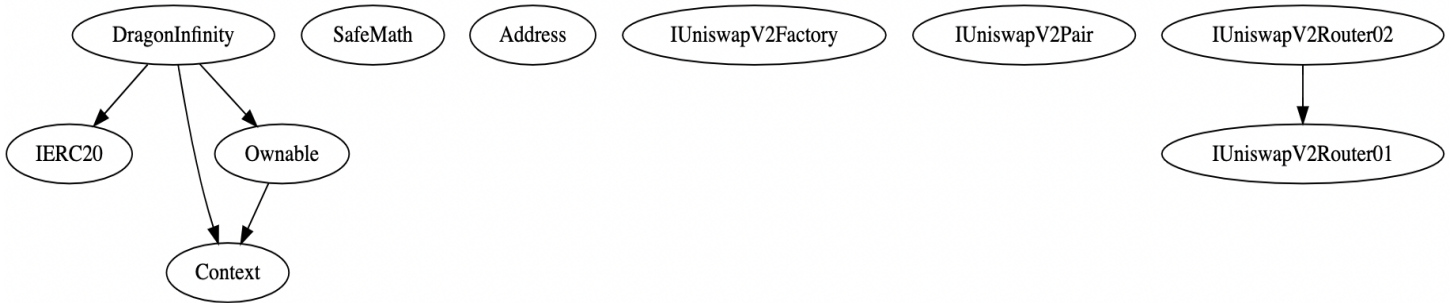 DragonInfinity
SafeMath
Address
IUniswapV2Factory
IUniswapV2Pair
IUniswapV2Router02
IERC20
Ownable
IUniswapV2Router01
Context